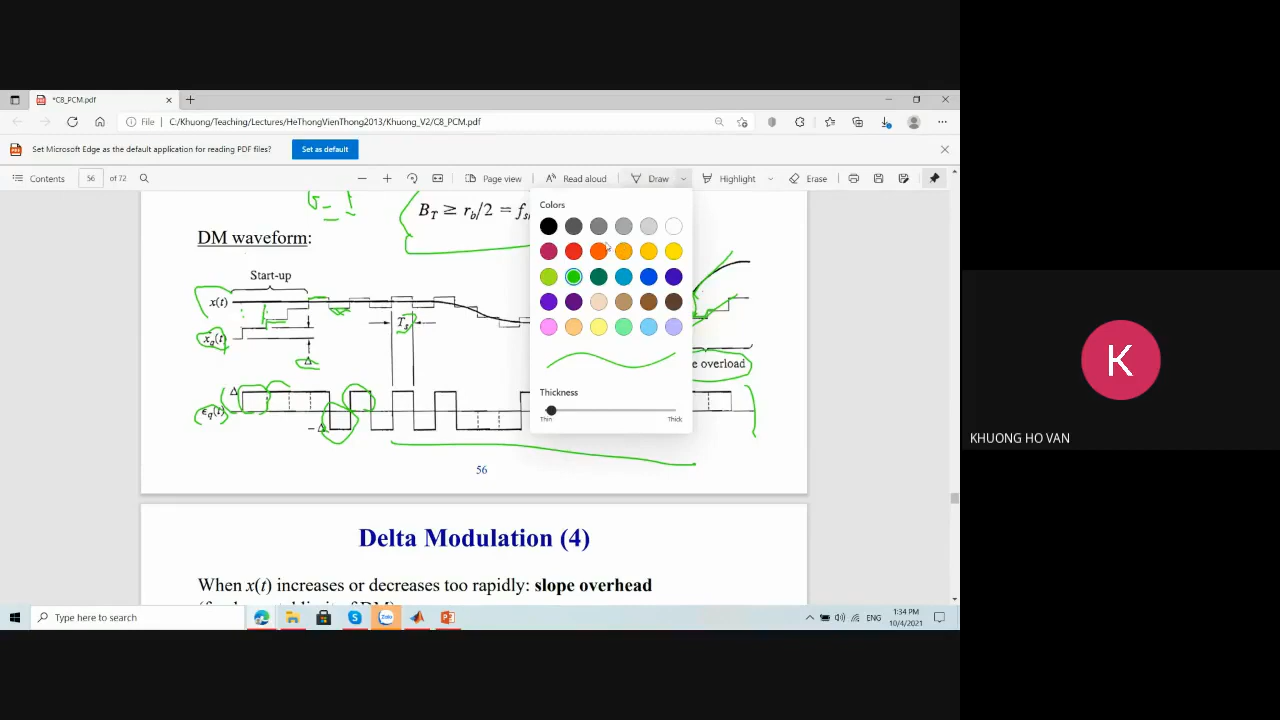 *C8_PCM.pdf
File
C:/Khuong/Teaching/Lectures/HeThongVienThong2013/Khuong_V2/C8_PCM.pdf
Set Microsoft Edge as the default application for reading PDF files?
Set as default
Contents
56
of 72
Page view
Read aloud
Draw
Highlight
Erase
B_T ≥ r_b/2 =
DM waveform:
Start-up
x(t)
T_s
x_q(t)
Δ
Δ
ϵ_q(t)
−Δ
overload
56
Colors
Thickness
Thin
Thick
Delta Modulation (4)
When x(t) increases or decreases too rapidly: slope overhead
K
KHUONG HO VAN
Type here to search
Zalo
ENG
1:34 PM
10/4/2021